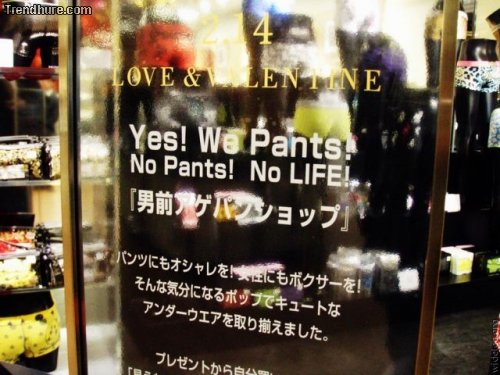 Trendhure.com
2.14
LOVE & VALENTINE
Yes! We Pants!
No Pants! No LIFE!
『男前アゲパンショップ』
パンツにもオシャレを!女性にもボクサーを!
そんな気分になるポップでキュートな
アンダーウエアを取り揃えました。
プレゼントから自分買い